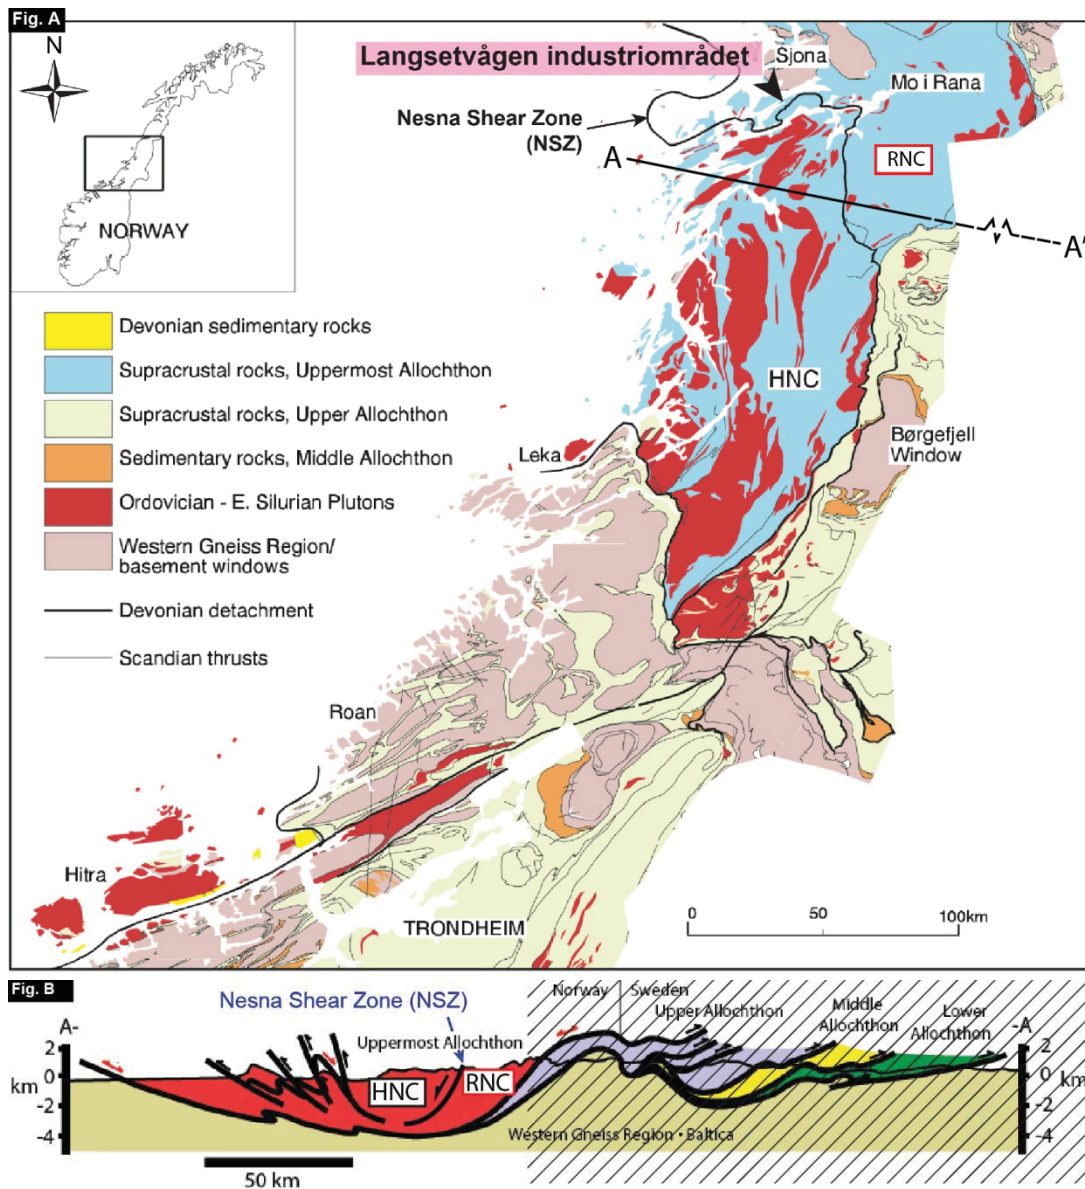 Fig. A
N
NORWAY
Langsetvågen industriområdet
Sjona
Mo i Rana
Nesna Shear Zone
(NSZ)
A
RNC
A'
HNC
Børgefjell
Window
Leka
Devonian sedimentary rocks
Supracrustal rocks, Uppermost Allochthon
Supracrustal rocks, Upper Allochthon
Sedimentary rocks, Middle Allochthon
Ordovician - E. Silurian Plutons
Western Gneiss Region/
basement windows
Devonian detachment
Scandian thrusts
Roan
Hitra
TRONDHEIM
0 50 100km
Fig. B
Nesna Shear Zone (NSZ)
Norway Sweden
Upper Allochthon
Middle
Allochthon
Lower
Allochthon
A-
-A
Uppermost Allochthon
2
0
-2
-4
km
HNC
RNC
2
0
-2
-4
km
Western Gneiss Region • Baltica
50 km